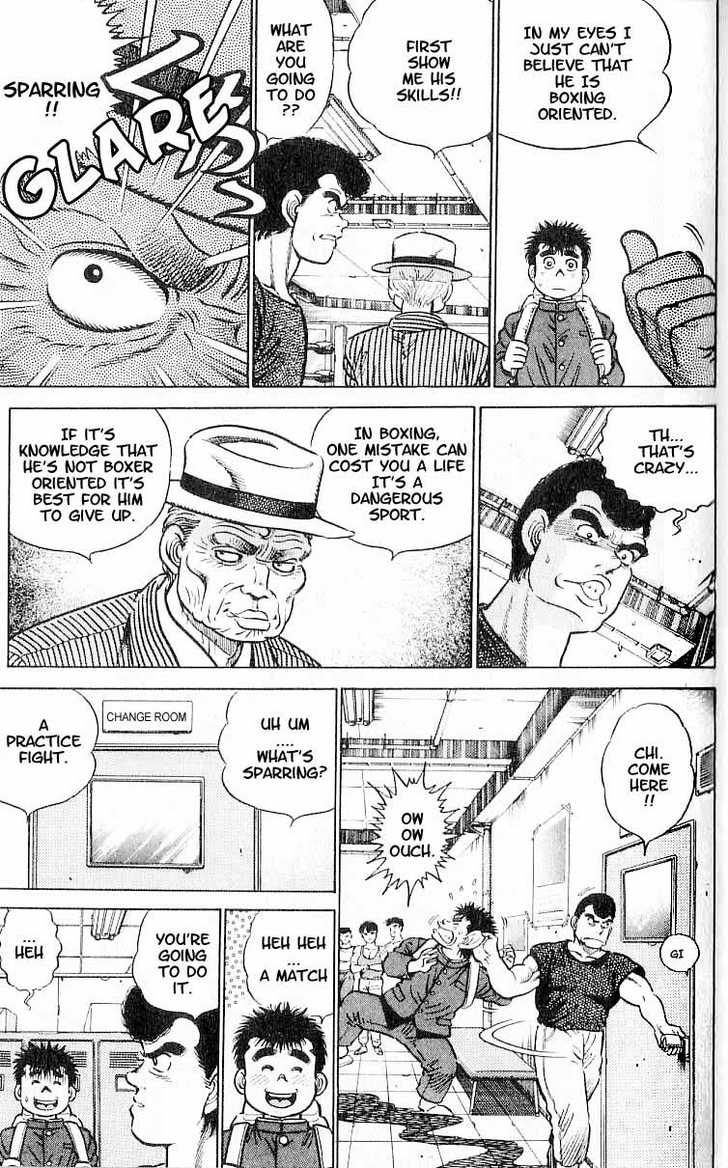 IN MY EYES I
JUST CAN'T
BELIEVE THAT
HE IS
BOXING
ORIENTED.
FIRST
SHOW
ME HIS
SKILLS!!
WHAT
ARE
YOU
GOING
TO DO
??
SPARRING
!!
GLARE
TH...
THAT'S
CRAZY...
IN BOXING,
ONE MISTAKE CAN
COST YOU A LIFE
IT'S A
DANGEROUS
SPORT.
IF IT'S
KNOWLEDGE THAT
HE'S NOT BOXER
ORIENTED IT'S
BEST FOR HIM
TO GIVE UP.
CHI.
COME
HERE
!!
OW
OW
OUCH.
GI
UH UM
....
WHAT'S
SPARRING?
CHANGE ROOM
A
PRACTICE
FIGHT.
HEH HEH
...
A MATCH
YOU'RE
GOING
TO DO
IT.
...
HEH